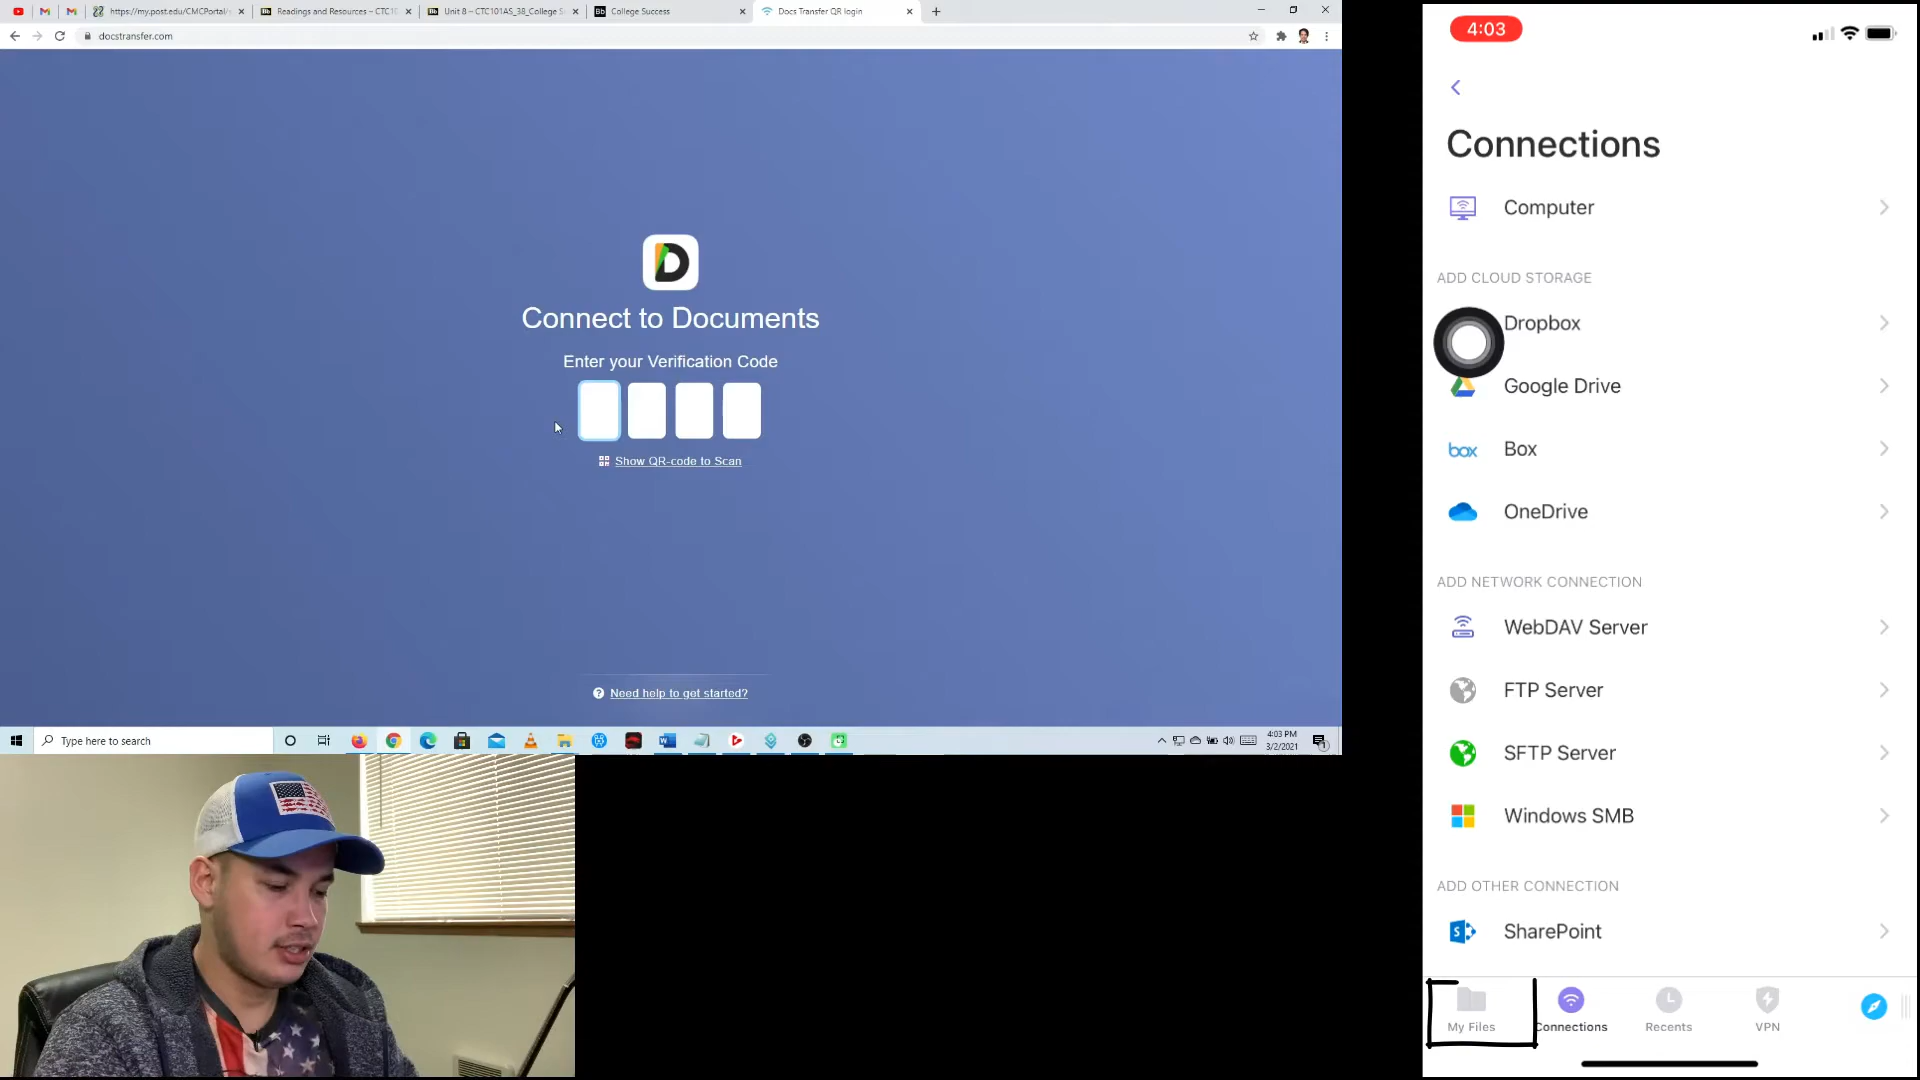 https://my.post.edu/CMCPortal/
Readings and Resources – CTC1
Unit 8 – CTC101AS_38_College S
Bb College Success
Docs Transfer QR login
docstransfer.com
D
Connect to Documents
Enter your Verification Code
Show QR-code to Scan
Need help to get started?
Type here to search
4:03 PM
3/2/2021
4:03
Connections
Computer
ADD CLOUD STORAGE
Dropbox
Google Drive
box
Box
OneDrive
ADD NETWORK CONNECTION
WebDAV Server
FTP Server
SFTP Server
Windows SMB
ADD OTHER CONNECTION
SharePoint
My Files
Connections
Recents
VPN